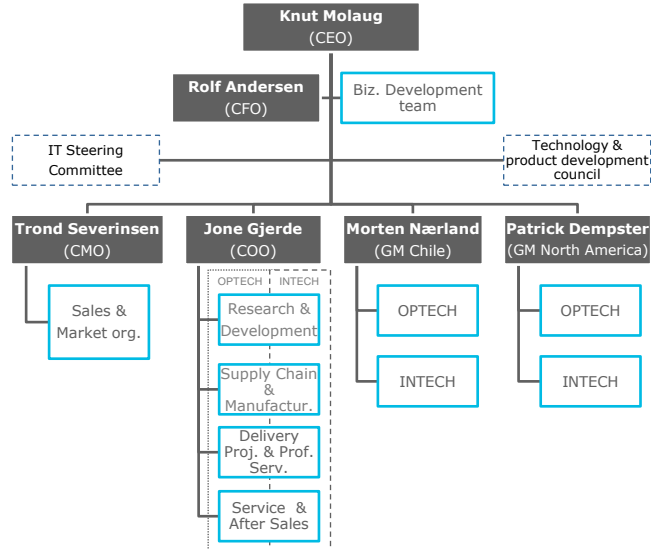 Knut Molaug
(CEO)
Rolf Andersen
(CFO)
Biz. Development
team
IT Steering
Committee
Technology &
product development
council
Trond Severinsen
(CMO)
Jone Gjerde
(COO)
Morten Nærland
(GM Chile)
Patrick Dempster
(GM North America)
Sales &
Market org.
OPTECH
INTECH
Research &
Development
Supply Chain
&
Manufactur.
Delivery
Proj. & Prof.
Serv.
Service &
After Sales
OPTECH
INTECH
OPTECH
INTECH